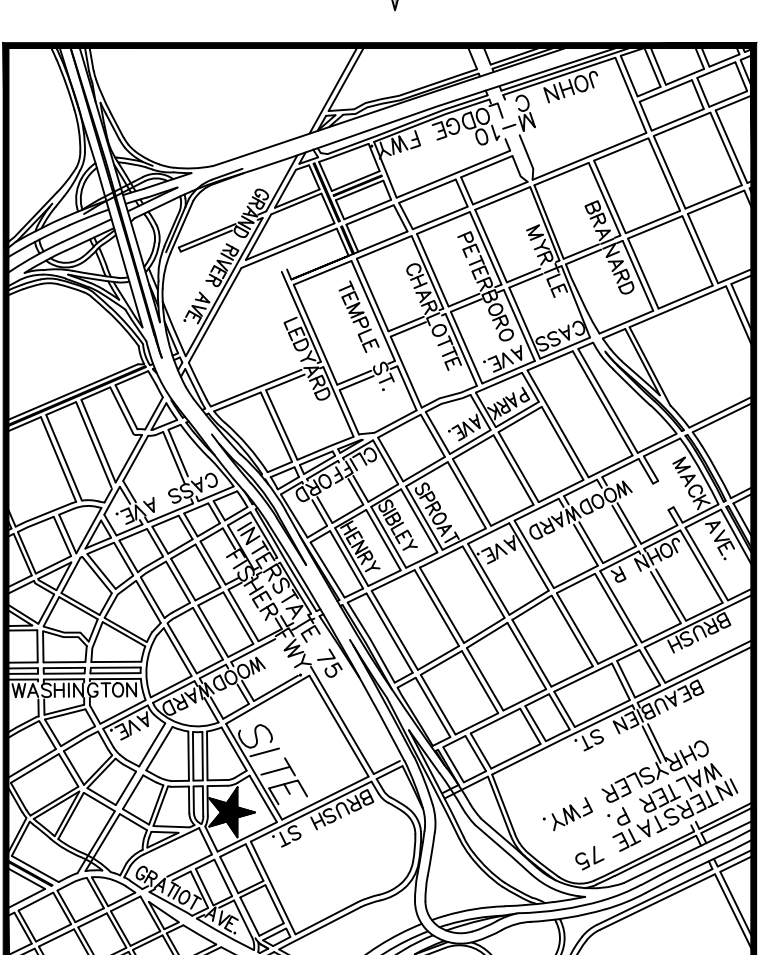 JOHN
C LODGE FWY
M-10
GRAND RIVER AVE.
BRAINARD
MYRTLE
PETERBORO
CHARLOTTE
TEMPLE ST.
LEDYARD
CASS
AVE.
PARK AVE.
CLIFFORD
MACK AVE.
CASS AVE.
SPROAT
SIBLEY
HENRY
WOODWARD
AVE.
JOHN R
INTERSTATE 75
FISHER FWY
BRUSH
WASHINGTON
WOODWARD AVE.
BEAUBEN ST.
SITE
INTERSTATE 75
WALTER P.
CHRYSLER FWY.
BRUSH ST.
GRATIOT AVE.